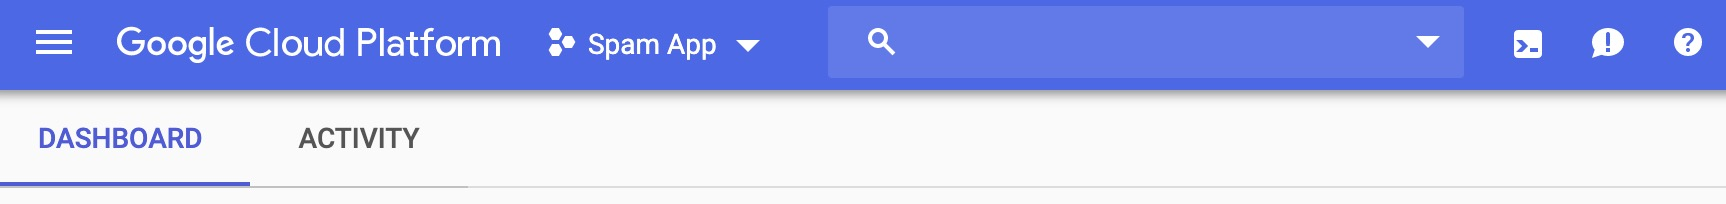 Google Cloud Platform Spam App
DASHBOARD ACTIVITY